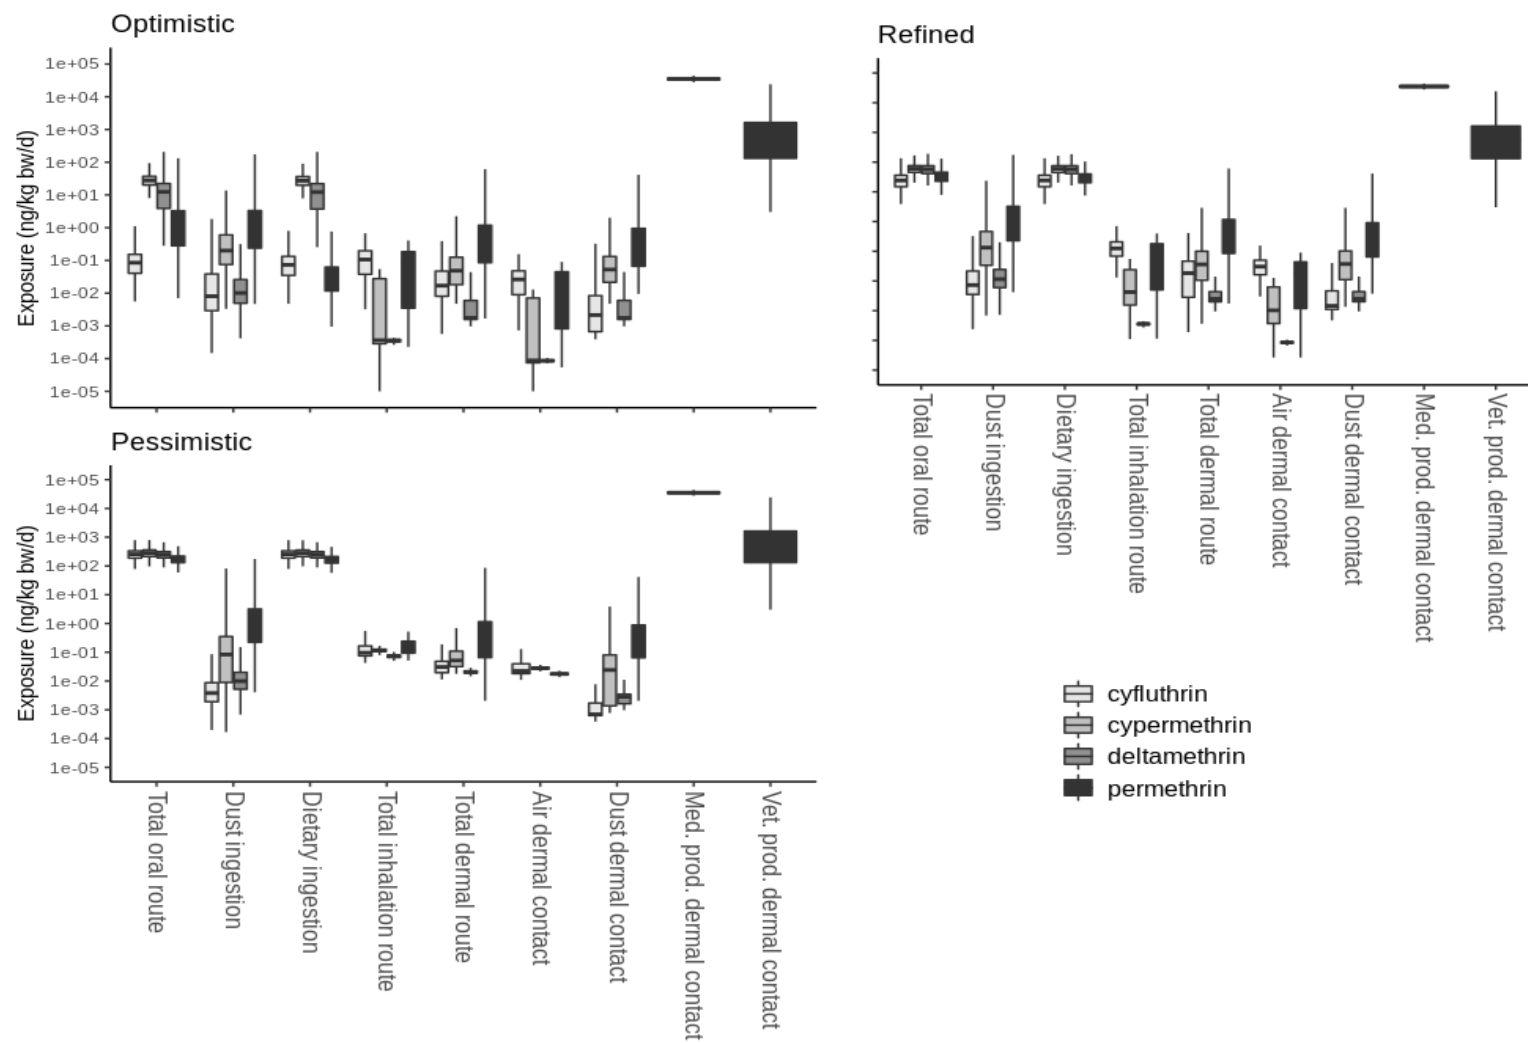 Optimistic
Exposure (ng/kg bw/d)
1e+05
1e+04
1e+03
1e+02
1e+01
1e+00
1e-01
1e-02
1e-03
1e-04
1e-05
Pessimistic
Exposure (ng/kg bw/d)
1e+05
1e+04
1e+03
1e+02
1e+01
1e+00
1e-01
1e-02
1e-03
1e-04
1e-05
Total oral route
Dust ingestion
Dietary ingestion
Total inhalation route
Total dermal route
Air dermal contact
Dust dermal contact
Med. prod. dermal contact
Vet. prod. dermal contact
Refined
Total oral route
Dust ingestion
Dietary ingestion
Total inhalation route
Total dermal route
Air dermal contact
Dust dermal contact
Med. prod. dermal contact
Vet. prod. dermal contact
cyfluthrin
cypermethrin
deltamethrin
permethrin